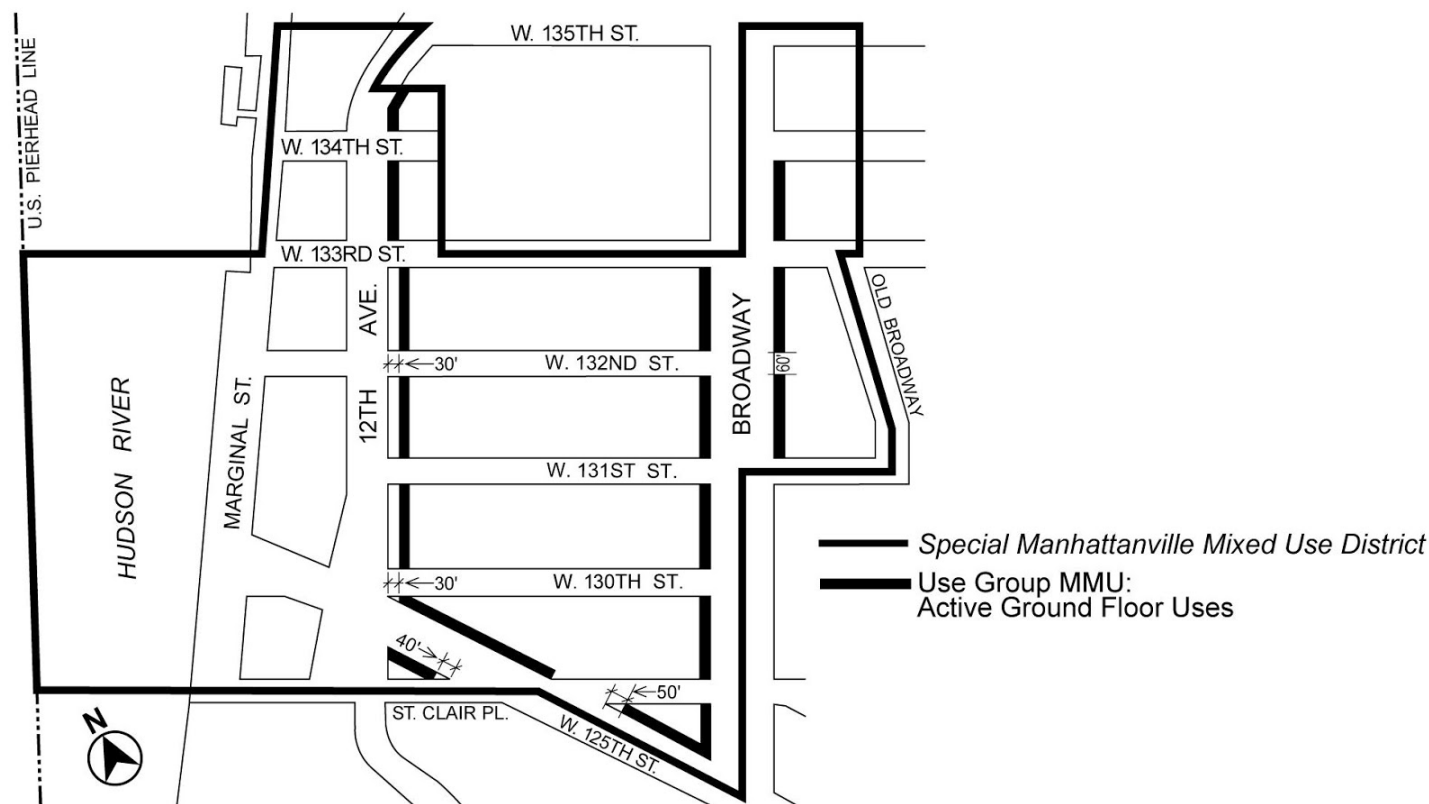 W. 135TH ST.
U.S. PIERHEAD LINE
W. 134TH ST.
W. 133RD ST.
OLD BROADWAY
AVE.
BROADWAY
30'
W. 132ND ST.
60'
HUDSON RIVER
MARGINAL ST.
12TH
W. 131ST ST.
Special Manhattanville Mixed Use District
30'
W. 130TH ST.
Use Group MMU:
Active Ground Floor Uses
40'
50'
N
ST. CLAIR PL.
W. 125TH ST.